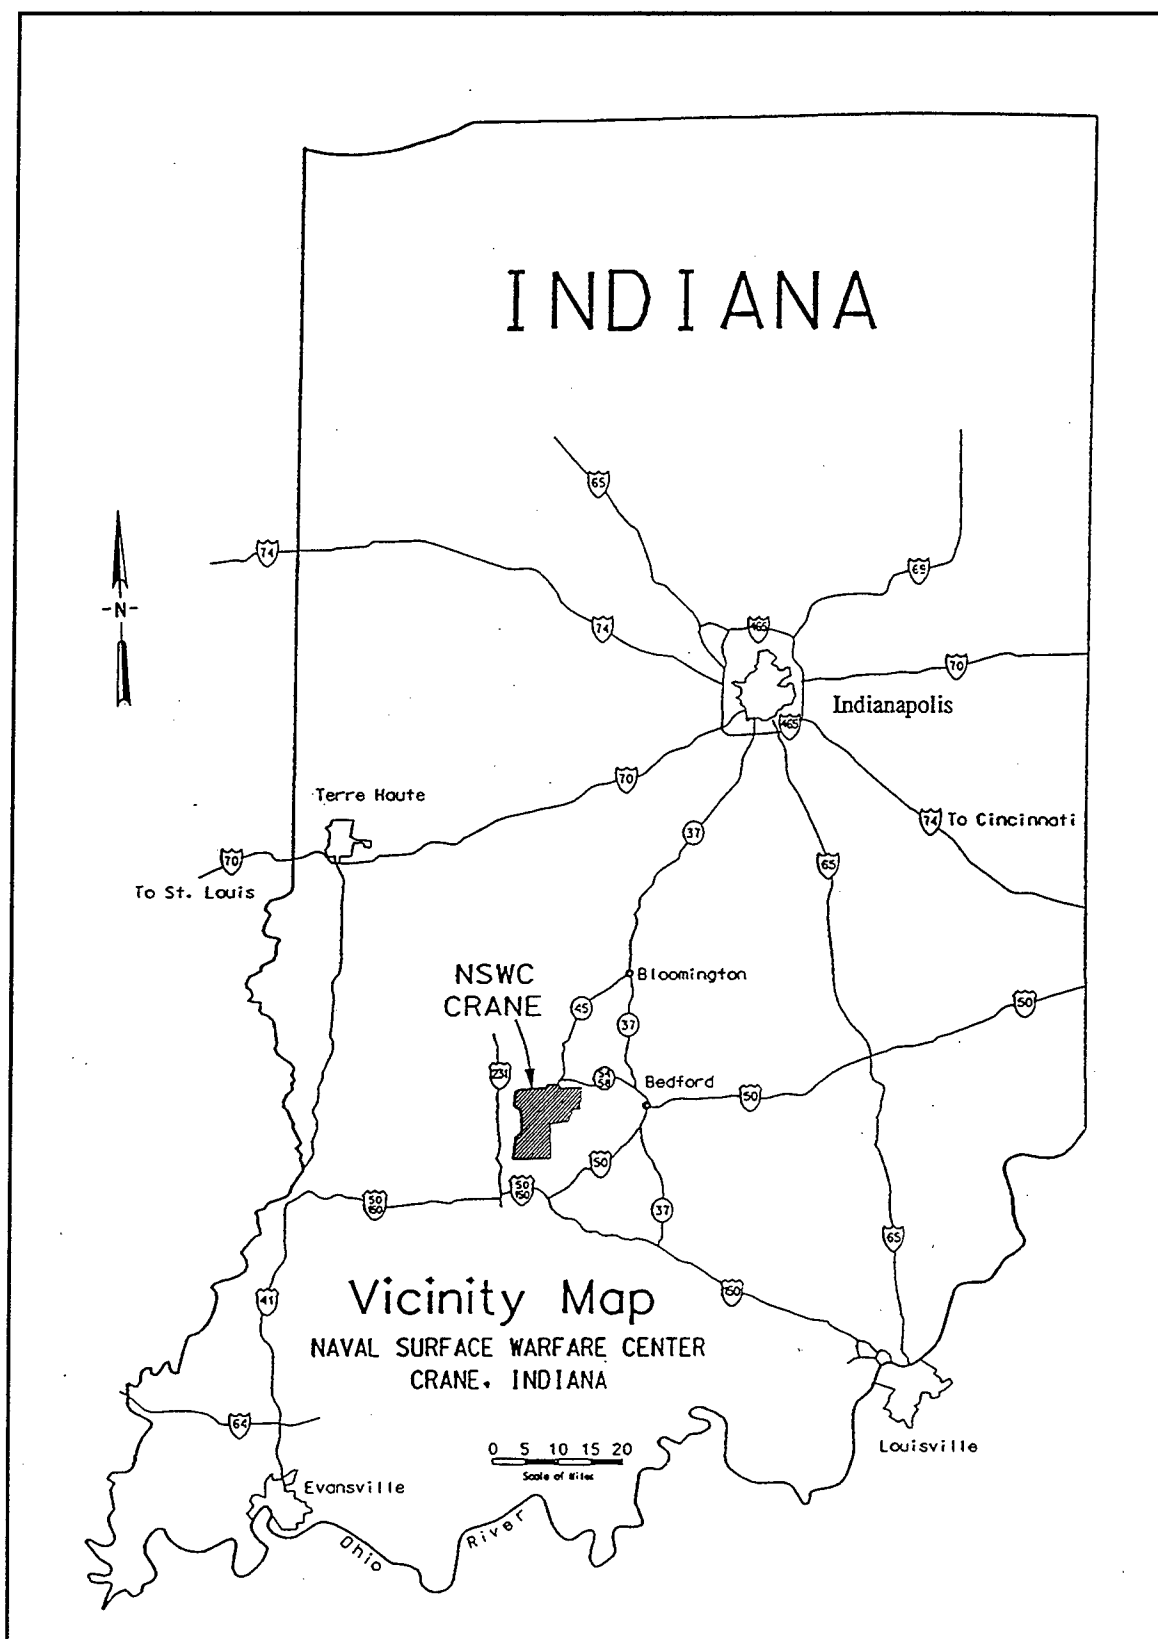 INDIANA
65
74
69
-N-
74
465
70
Indianapolis
465
70
Terre Haute
74 To Cincinnati
37
70
65
To St. Louis
NSWC
CRANE
Bloomington
45
50
37
231
54
58
Bedford
50
50
50
150
50
150
37
65
41
150
Vicinity Map
NAVAL SURFACE WARFARE CENTER
CRANE, INDIANA
64
0 5 10 15 20
Scale of Miles
Louisville
Evansville
Ohio River